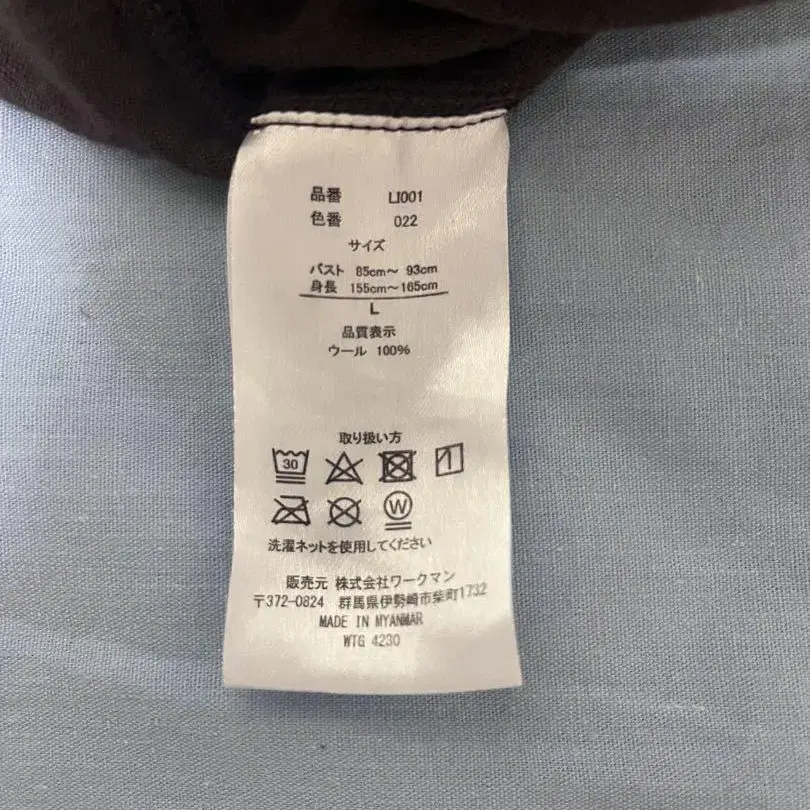 品番 LI001
色番 022
サイズ
バスト 85cm～ 93cm
身長 155cm～165cm
L
品質表示
ウール 100%
取り扱い方
30
W
洗濯ネットを使用してください
販売元 株式会社ワークマン
〒372-0824 群馬県伊勢崎市柴町1732
MADE IN MYANMAR
WTG 4230